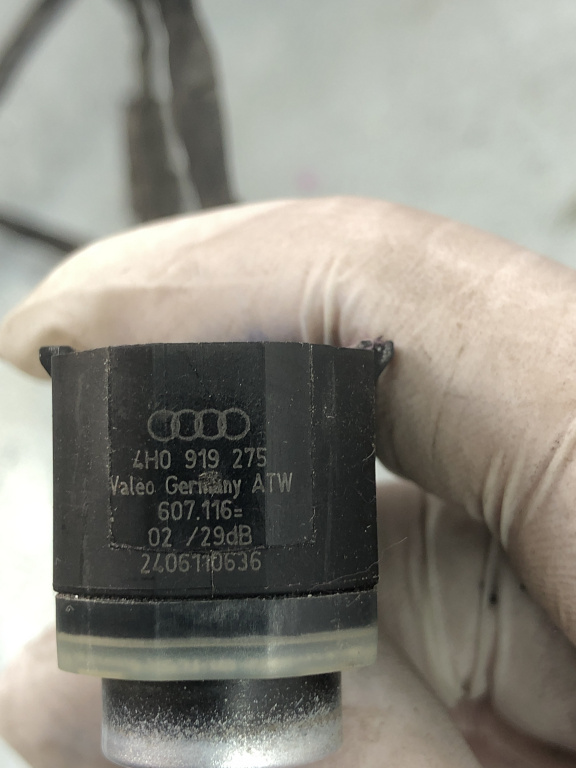 4H0 919 275
Valeo Germany ATW
607.116=
02 /29dB
2406110636